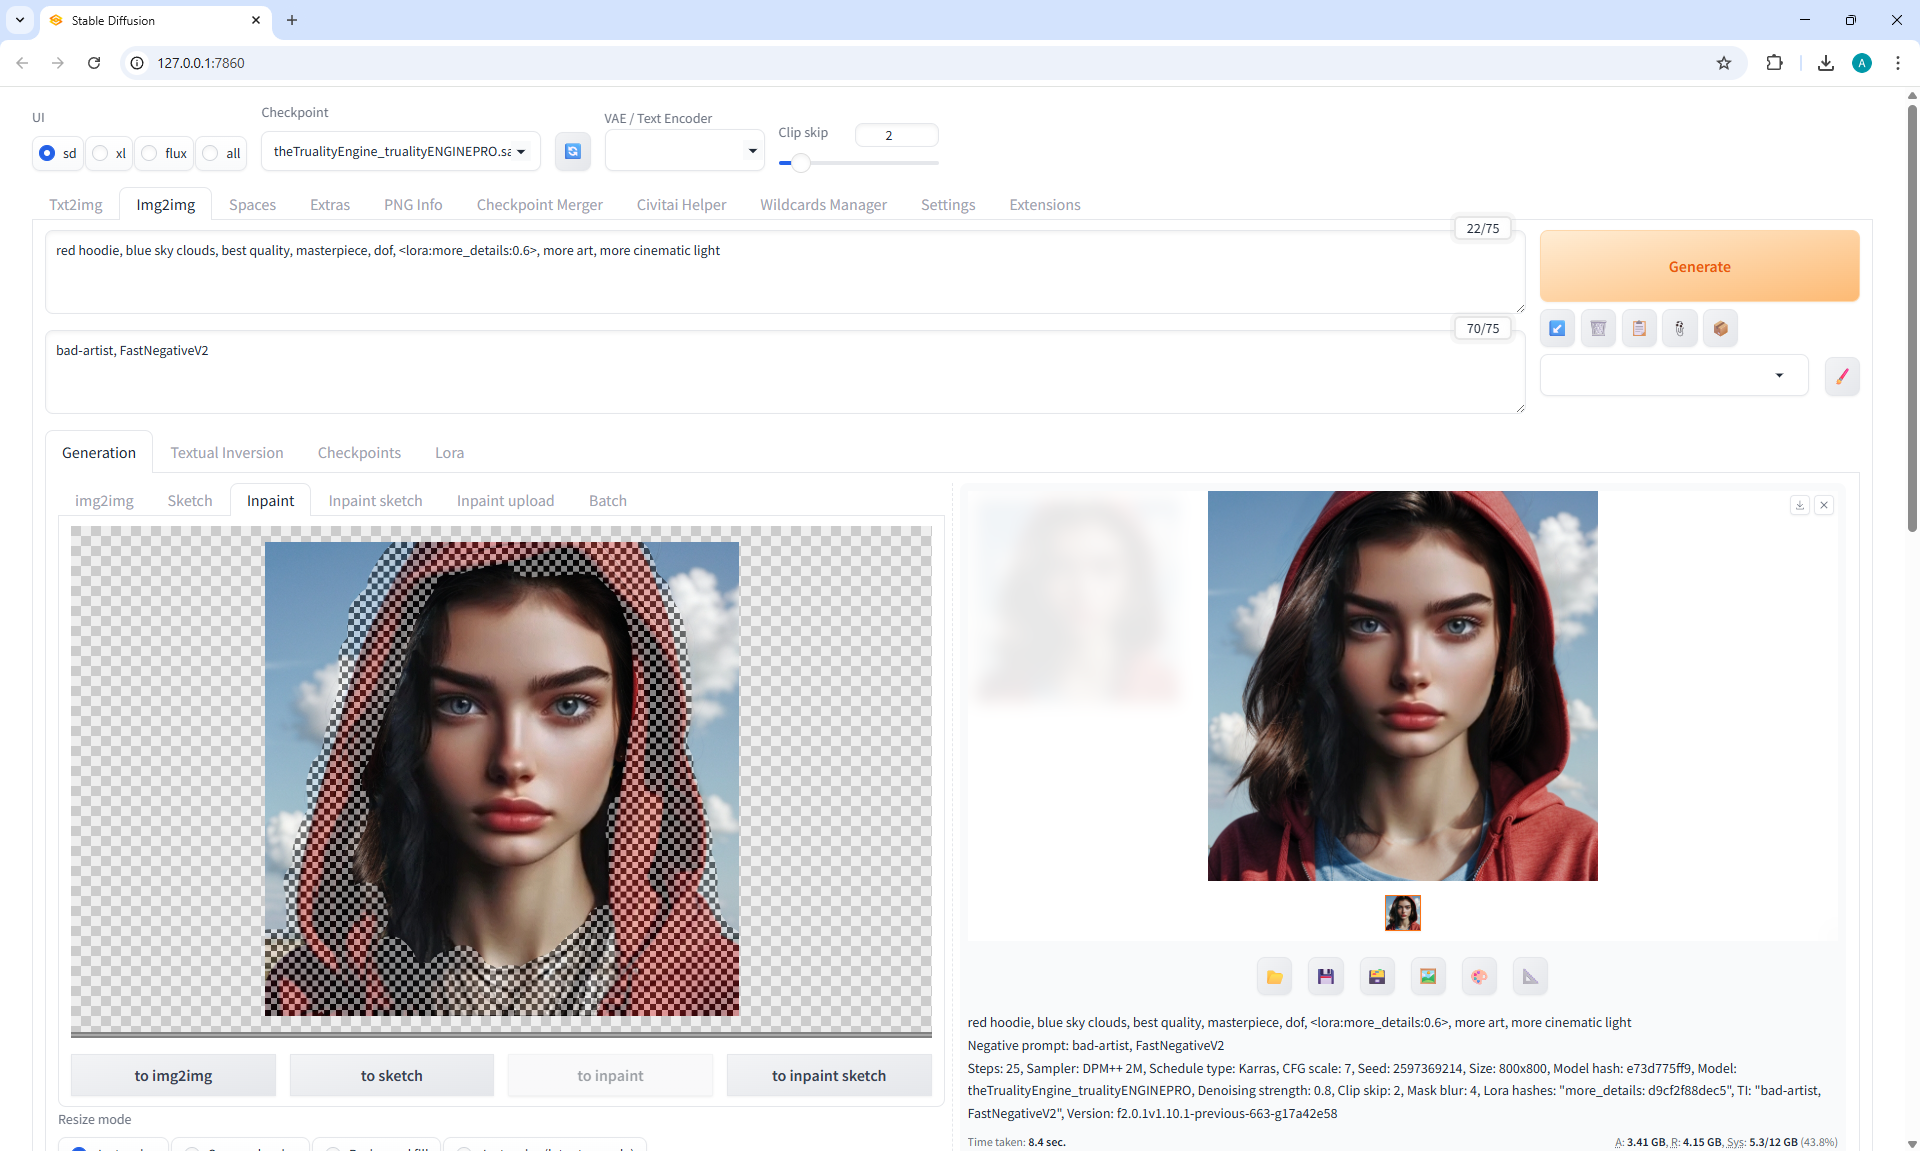 Stable Diffusion
127.0.0.1:7860
A
UI
Checkpoint
VAE / Text Encoder
Clip skip
2
sd
xl
flux
all
theTrualityEngine_trualityENGINEPRO.sa
Txt2img
Img2img
Spaces
Extras
PNG Info
Checkpoint Merger
Civitai Helper
Wildcards Manager
Settings
Extensions
22/75
red hoodie, blue sky clouds, best quality, masterpiece, dof, <lora:more_details:0.6>, more art, more cinematic light
Generate
70/75
bad-artist, FastNegativeV2
Generation
Textual Inversion
Checkpoints
Lora
img2img
Sketch
Inpaint
Inpaint sketch
Inpaint upload
Batch
to img2img
to sketch
to inpaint
to inpaint sketch
Resize mode
red hoodie, blue sky clouds, best quality, masterpiece, dof, <lora:more_details:0.6>, more art, more cinematic light
Negative prompt: bad-artist, FastNegativeV2
Steps: 25, Sampler: DPM++ 2M, Schedule type: Karras, CFG scale: 7, Seed: 2597369214, Size: 800x800, Model hash: e73d775ff9, Model:
theTrualityEngine_trualityENGINEPRO, Denoising strength: 0.8, Clip skip: 2, Mask blur: 4, Lora hashes: "more_details: d9cf2f88dec5", TI: "bad-artist,
FastNegativeV2", Version: f2.0.1v1.10.1-previous-663-g17a42e58
Time taken: 8.4 sec.
A: 3.41 GB, R: 4.15 GB, Sys: 5.3/12 GB (43.8%)